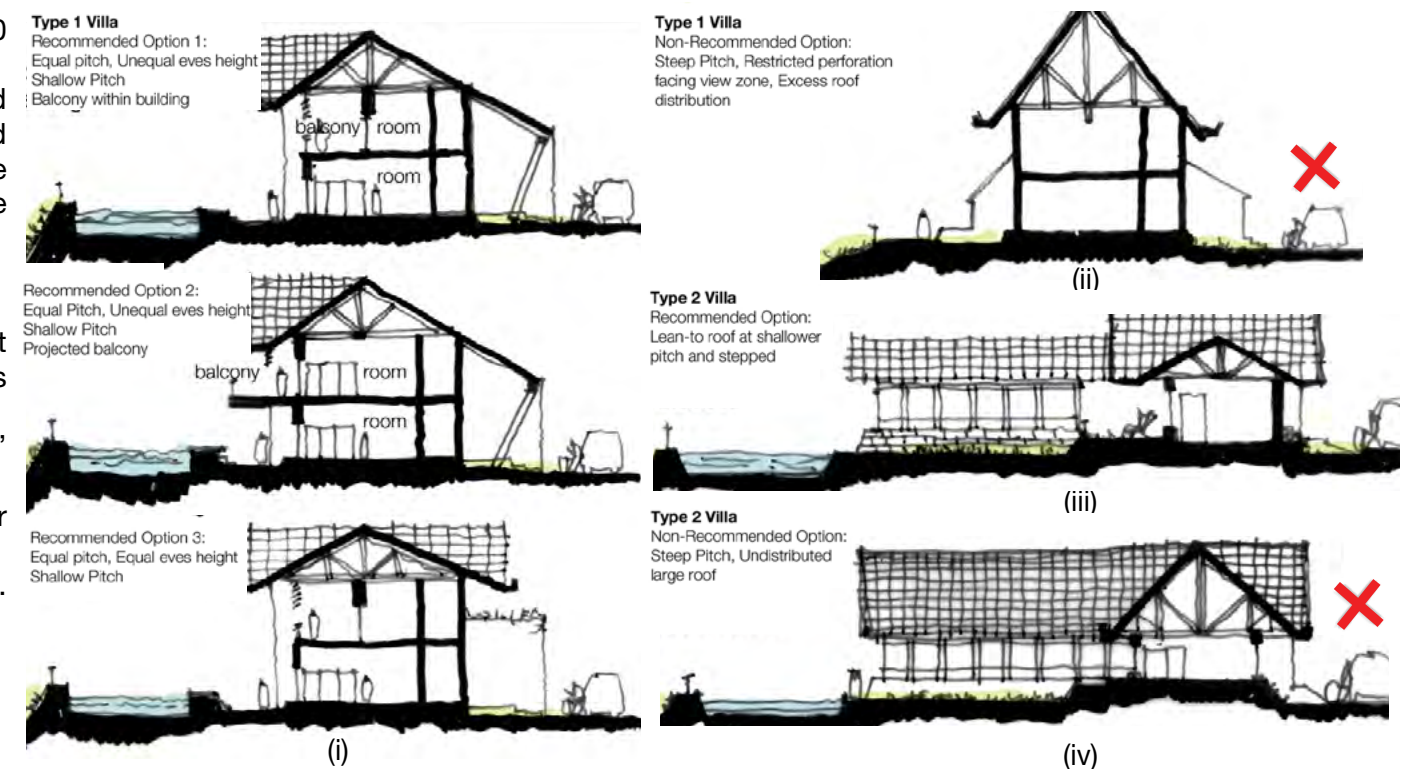 Type 1 Villa
Recommended Option 1:
Equal pitch, Unequal eves height
Shallow Pitch
Balcony within building
balcony room
room
Recommended Option 2:
Equal Pitch, Unequal eves height
Shallow Pitch
Projected balcony
balcony
room
room
Recommended Option 3:
Equal pitch, Equal eves height
Shallow Pitch
(i)
Type 1 Villa
Non-Recommended Option:
Steep Pitch, Restricted perforation
facing view zone, Excess roof
distribution
(ii)
Type 2 Villa
Recommended Option:
Lean-to roof at shallower
pitch and stepped
(iii)
Type 2 Villa
Non-Recommended Option:
Steep Pitch, Undistributed
large roof
(iv)